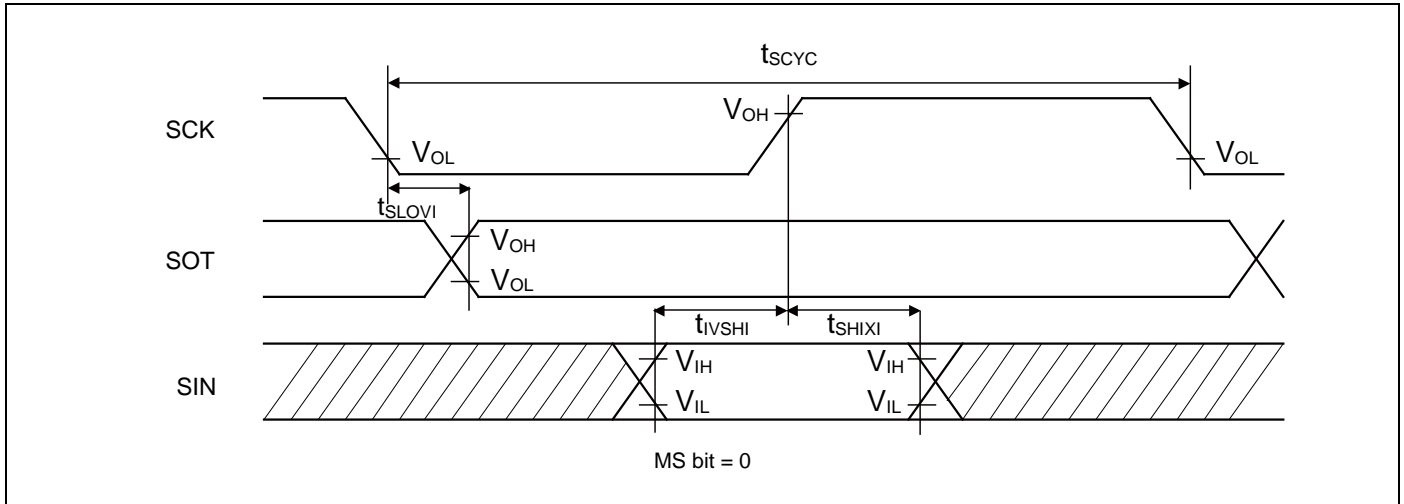 tSCYC
SCK
VOH
VOL
VOL
tSLOVI
SOT
VOH
VOL
tIVSHI
tSHIXI
SIN
VIH
VIH
VIL
VIL
MS bit = 0